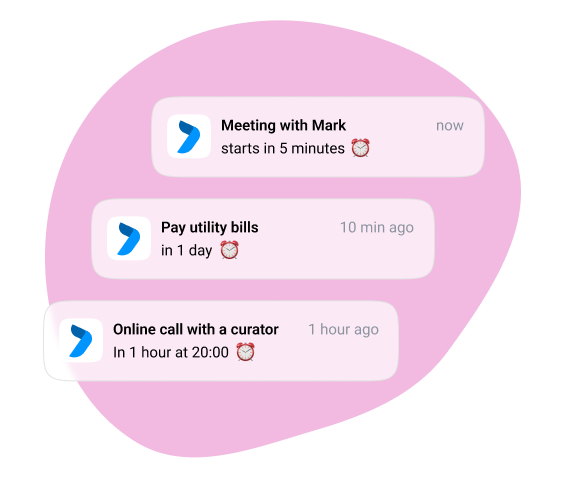 Meeting with Mark now
starts in 5 minutes ⏰
Pay utility bills 10 min ago
in 1 day ⏰
Online call with a curator 1 hour ago
In 1 hour at 20:00 ⏰